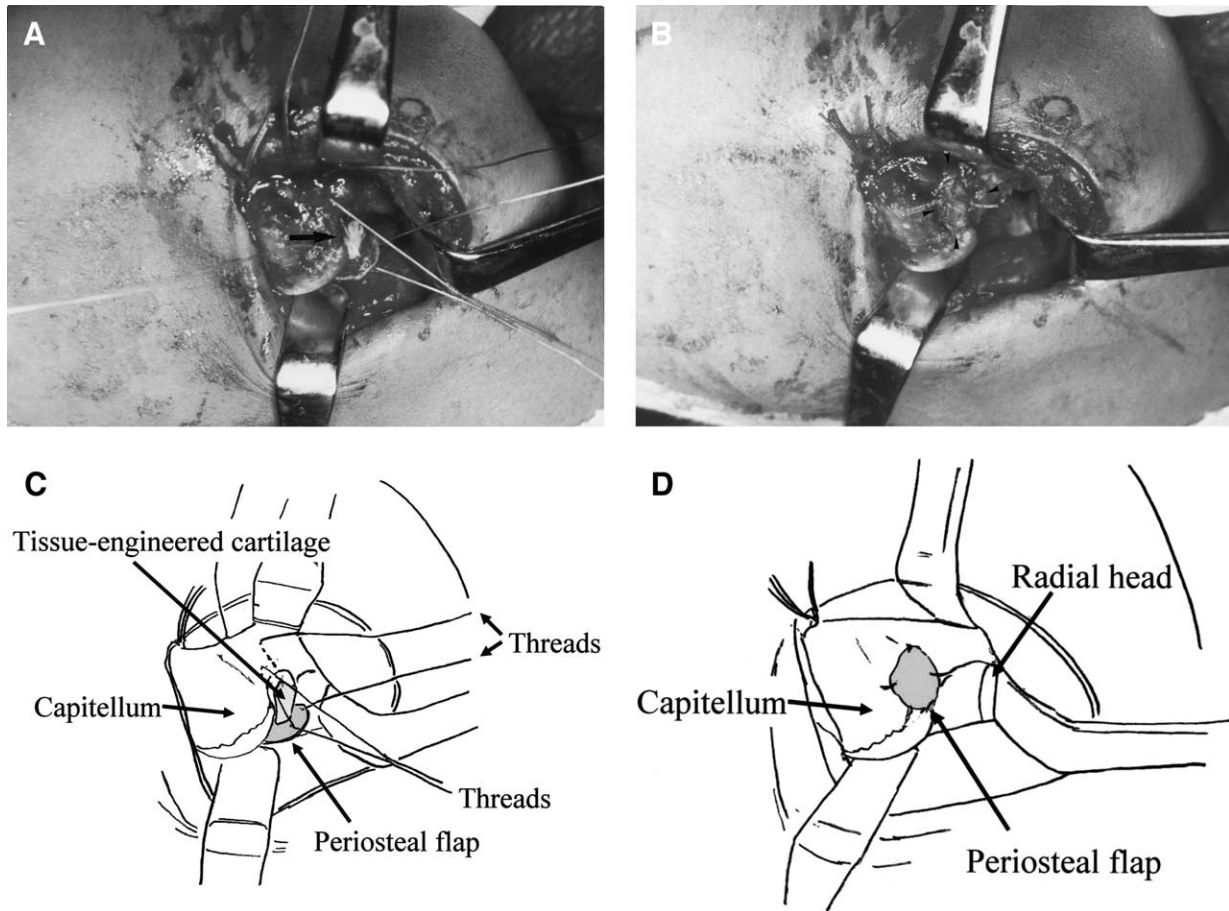 A
B
C
Tissue-engineered cartilage
Threads
Capitellum
Threads
Periosteal flap
D
Radial head
Capitellum
Periosteal flap